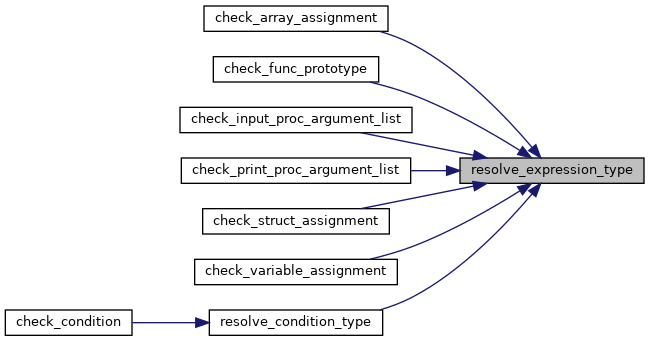 check_array_assignment
check_func_prototype
check_input_proc_argument_list
check_print_proc_argument_list
resolve_expression_type
check_struct_assignment
check_variable_assignment
check_condition
resolve_condition_type